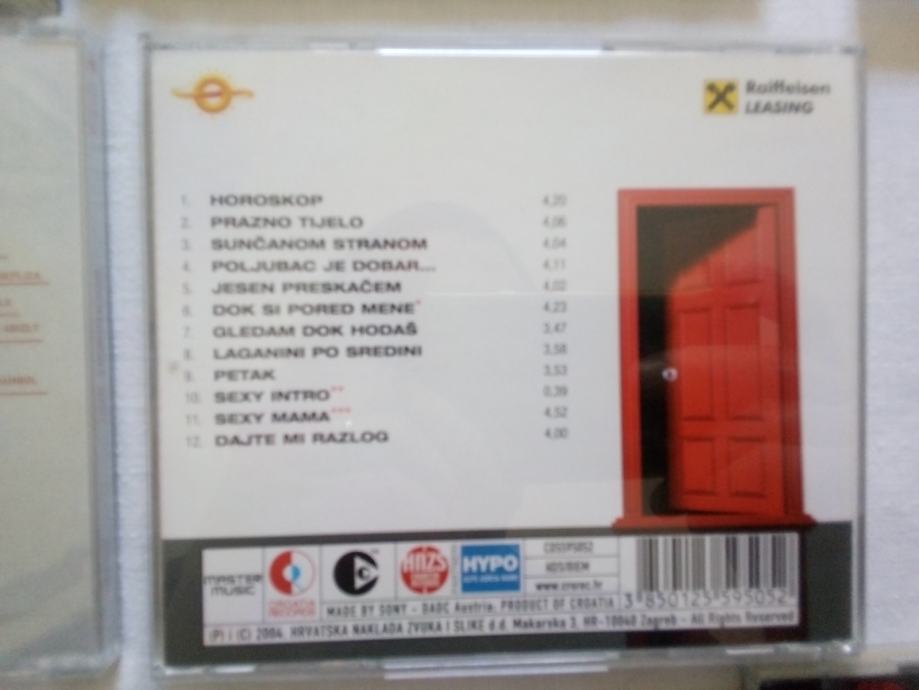 Raiffeisen
LEASING
1. HOROSKOP 4,20
2. PRAZNO TIJELO 4,06
3. SUNČANOM STRANOM 4,04
4. POLJUBAC JE DOBAR... 4,11
5. JESEN PRESKAČEM 4,02
6. DOK SI PORED MENE* 4,23
7. GLEDAM DOK HODAŠ 3,47
8. LAGANINI PO SREDINI 3,58
9. PETAK 3,53
10. SEXY INTRO** 0,39
11. SEXY MAMA*** 4,52
12. DAJTE MI RAZLOG 4,00
MASTER
MUSIC
CROATIA
RECORDS
HNZS
HYPO
CD5595052
HDS/BIEM
www.crorec.hr
3 850125 595052
MADE BY SONY - DADC Austria. PRODUCT OF CROATIA
(P) i (C) 2004. HRVATSKA NAKLADA ZVUKA I SLIKE d.d. Makarska 3, HR-10040 Zagreb - All Rights Reserved